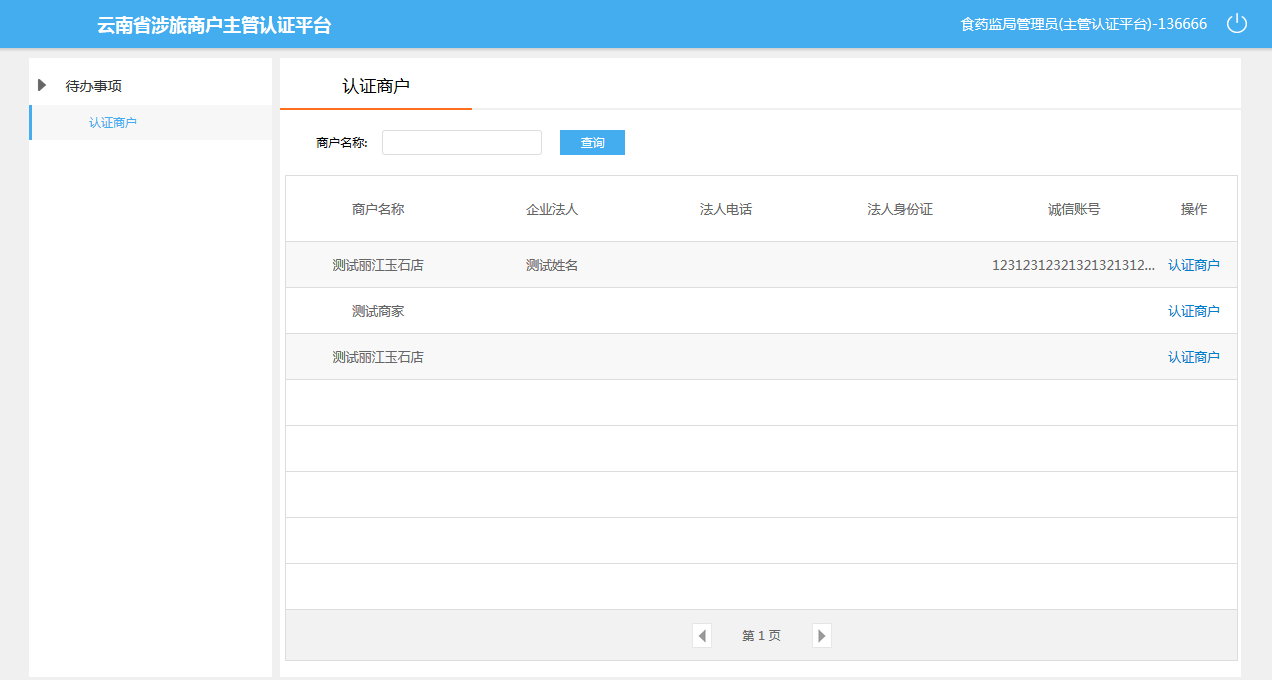 云南省涉旅商户主管认证平台
食药监局管理员(主管认证平台)-136666
待办事项
认证商户
认证商户
商户名称:
查询
商户名称 企业法人 法人电话 法人身份证 诚信账号 操作
测试丽江玉石店 测试姓名 12312312321321321312... 认证商户
测试商家 认证商户
测试丽江玉石店 认证商户
第 1 页